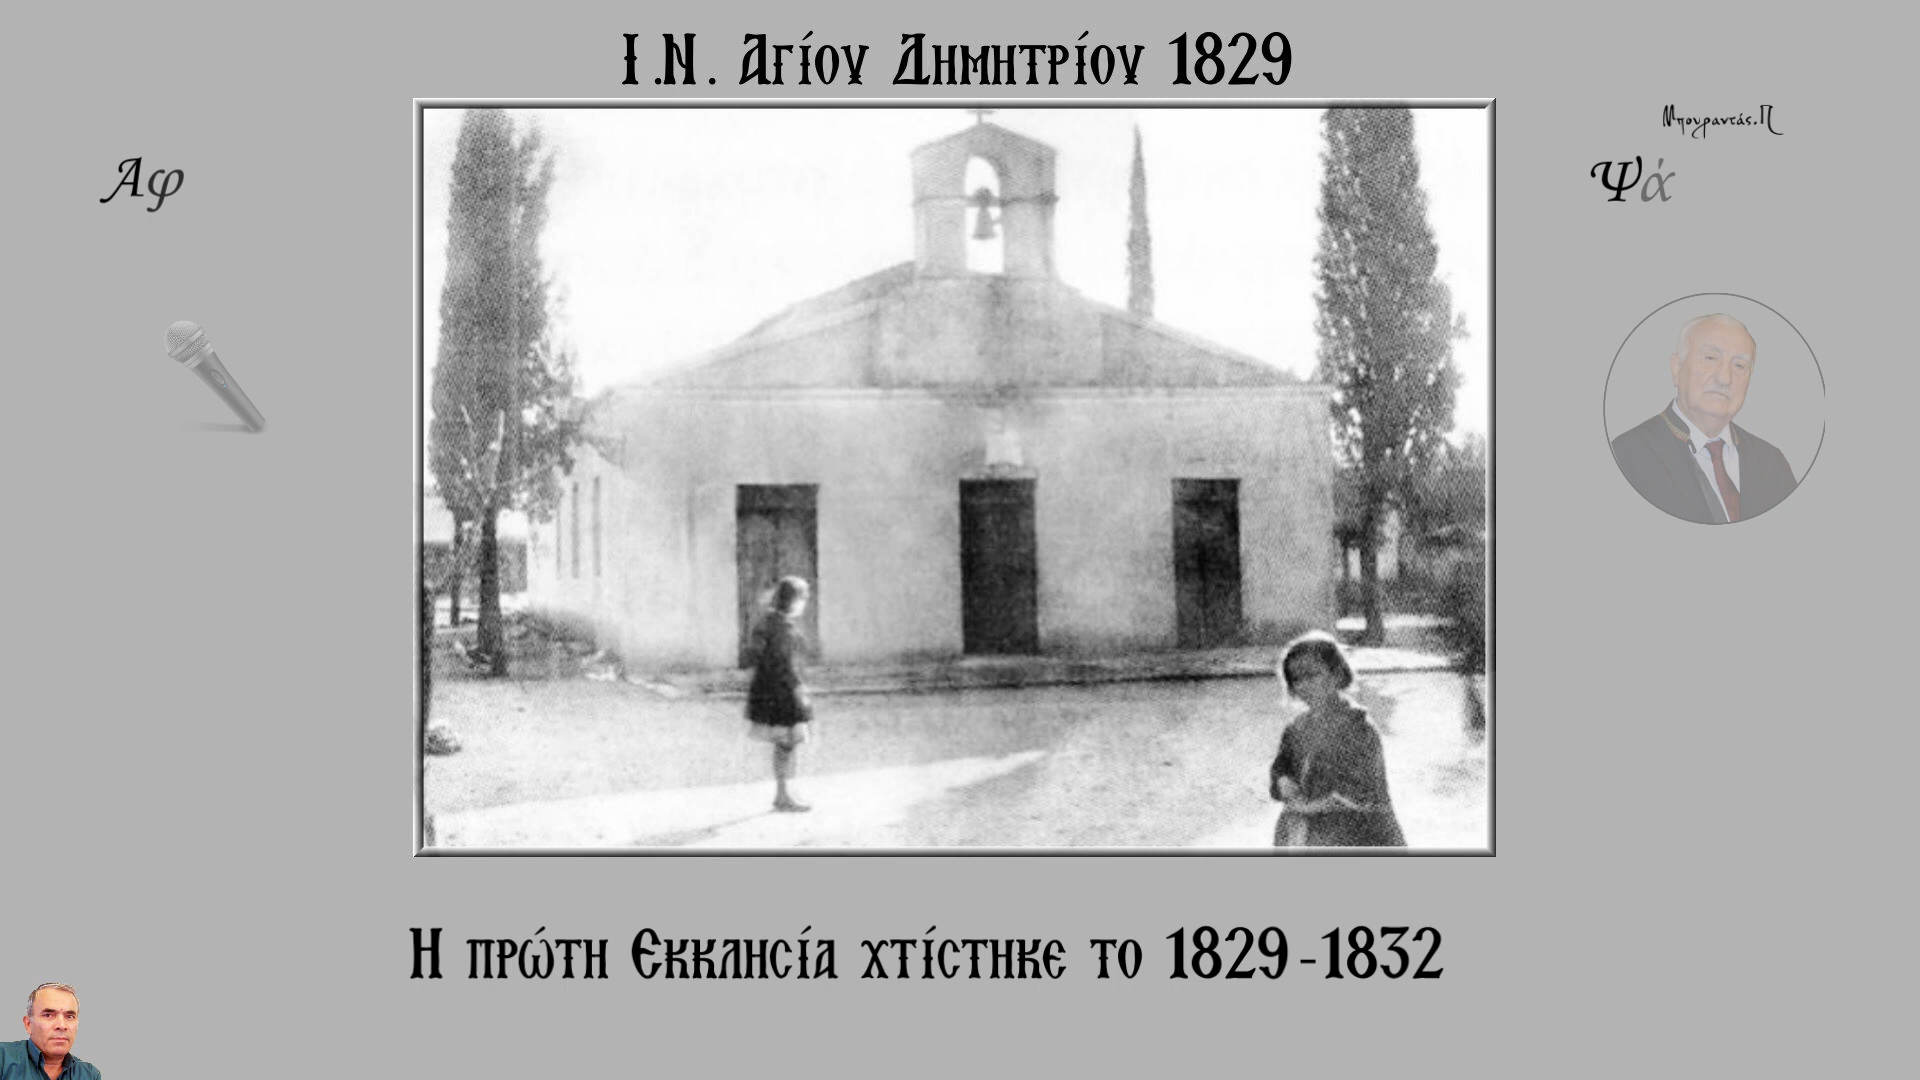 Ι.Ν. Αγίου Δημητρίου 1829
Μπουραντάς.Π
Αφ
Ψά
Η πρώτη Εκκλησία χτίστηκε το 1829-1832